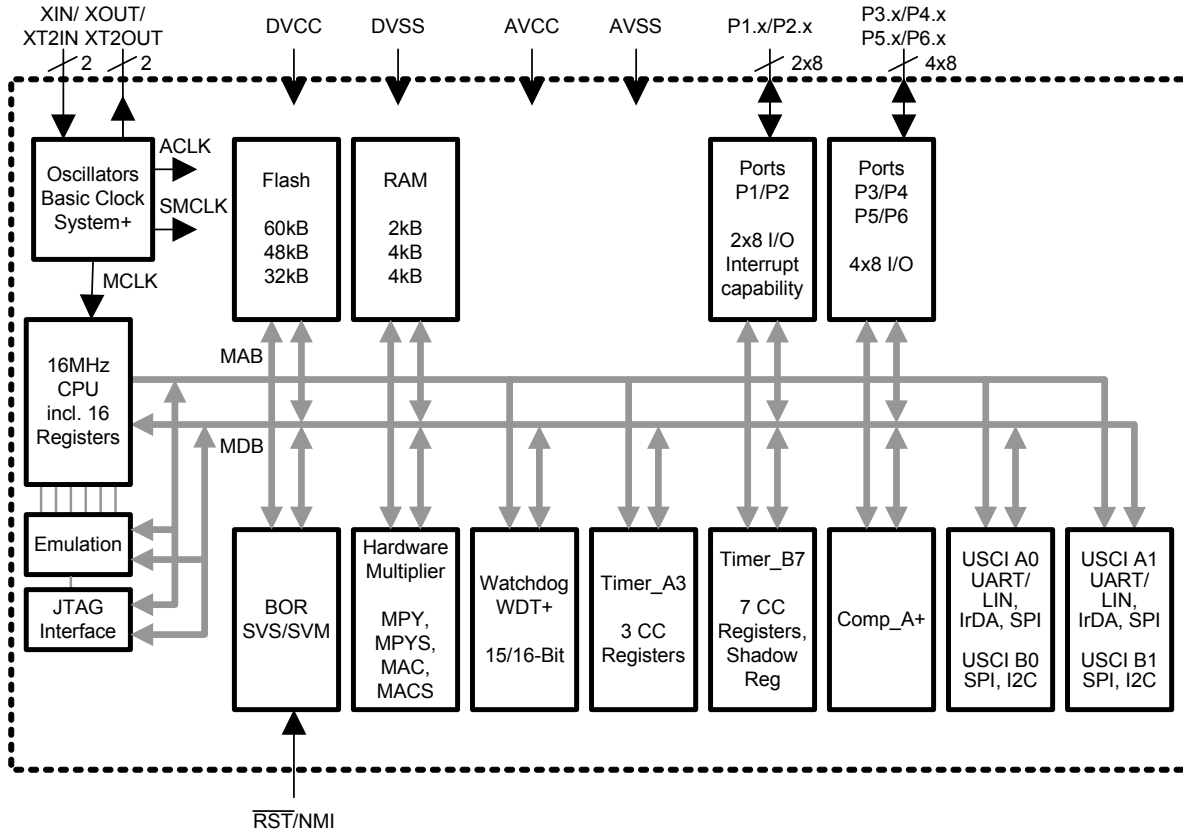 XIN/ XOUT/
XT2IN XT2OUT
2
2
DVCC
DVSS
AVCC
AVSS
P1.x/P2.x
2x8
P3.x/P4.x
P5.x/P6.x
4x8
Oscillators
Basic Clock
System+
ACLK
SMCLK
MCLK
Flash
60kB
48kB
32kB
RAM
2kB
4kB
4kB
Ports
P1/P2
2x8 I/O
Interrupt
capability
Ports
P3/P4
P5/P6
4x8 I/O
16MHz
CPU
incl. 16
Registers
MAB
MDB
Emulation
JTAG
Interface
BOR
SVS/SVM
Hardware
Multiplier
MPY,
MPYS,
MAC,
MACS
Watchdog
WDT+
15/16-Bit
Timer_A3
3 CC
Registers
Timer_B7
7 CC
Registers,
Shadow
Reg
Comp_A+
USCI A0
UART/
LIN,
IrDA, SPI
USCI B0
SPI, I2C
USCI A1
UART/
LIN,
IrDA, SPI
USCI B1
SPI, I2C
RST/NMI